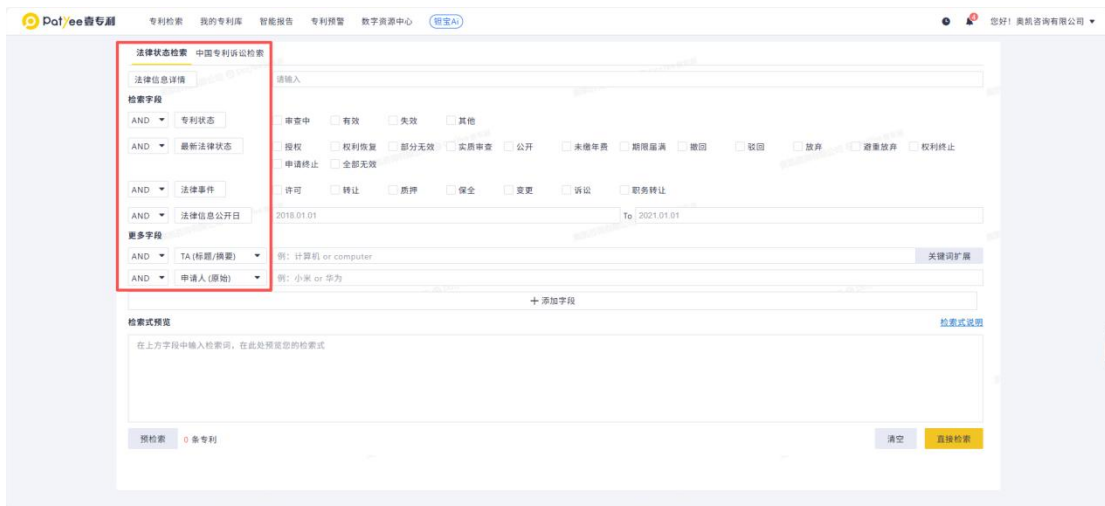 Patyee壹专利 专利检索 我的专利库 智能报告 专利预警 数字资源中心 钽宝Ai 4 您好！奥凯咨询有限公司
法律状态检索 中国专利诉讼检索
法律信息详情 请输入
检索字段
AND 专利状态 审查中 有效 失效 其他
AND 最新法律状态 授权 权利恢复 部分无效 实质审查 公开 未缴年费 期限届满 撤回 驳回 放弃 避重放弃 权利终止
申请终止 全部无效
AND 法律事件 许可 转让 质押 保全 变更 诉讼 职务转让
AND 法律信息公开日 2018.01.01 To 2021.01.01
更多字段
AND TA (标题/摘要) 例：计算机 or computer 关键词扩展
AND 申请人 (原始) 例：小米 or 华为
＋添加字段
检索式预览 检索式说明
在上方字段中输入检索词，在此处预览您的检索式
预检索 0 条专利 清空 直接检索